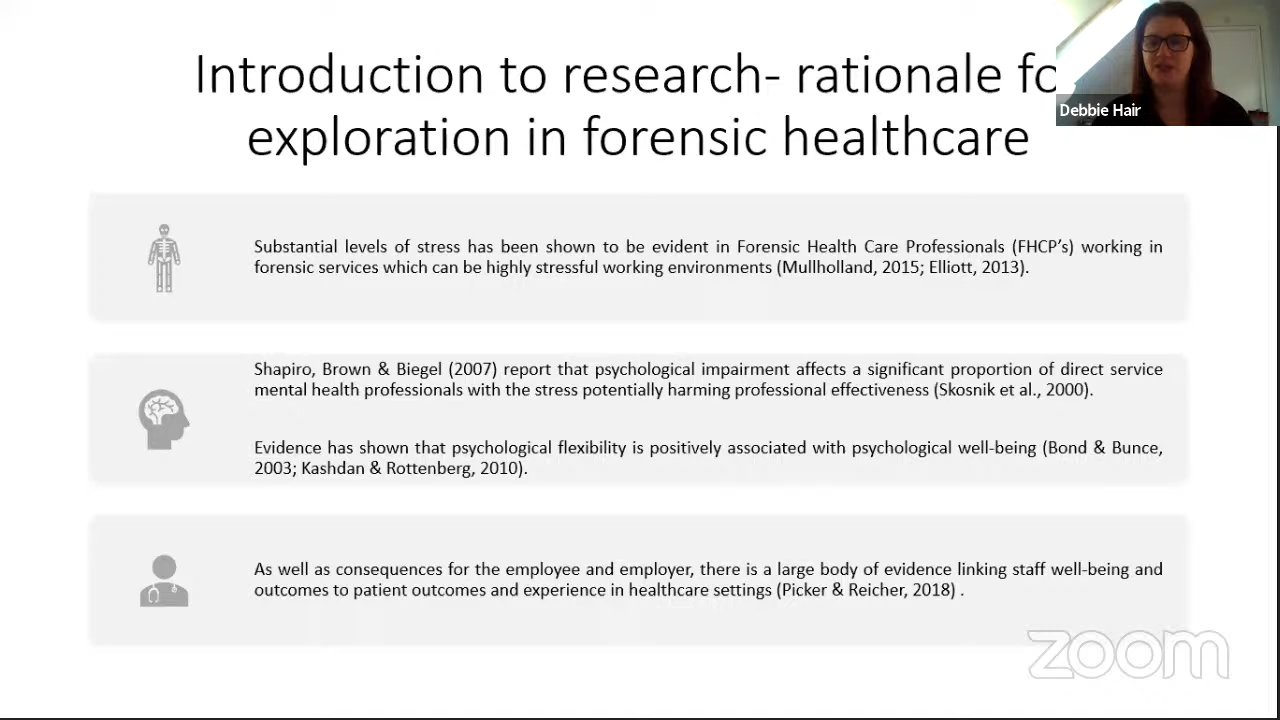 Introduction to research- rationale fo
exploration in forensic healthcare
Debbie Hair
Substantial levels of stress has been shown to be evident in Forensic Health Care Professionals (FHCP’s) working in
forensic services which can be highly stressful working environments (Mullholland, 2015; Elliott, 2013).
Shapiro, Brown & Biegel (2007) report that psychological impairment affects a significant proportion of direct service
mental health professionals with the stress potentially harming professional effectiveness (Skosnik et al., 2000).
Evidence has shown that psychological flexibility is positively associated with psychological well-being (Bond & Bunce,
2003; Kashdan & Rottenberg, 2010).
As well as consequences for the employee and employer, there is a large body of evidence linking staff well-being and
outcomes to patient outcomes and experience in healthcare settings (Picker & Reicher, 2018) .
zoom